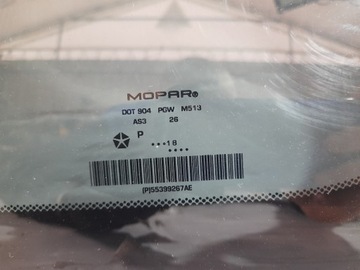 MOPAR®
DOT 904 PGW M513
AS3 26
P
...18
....
(P)55399267AE